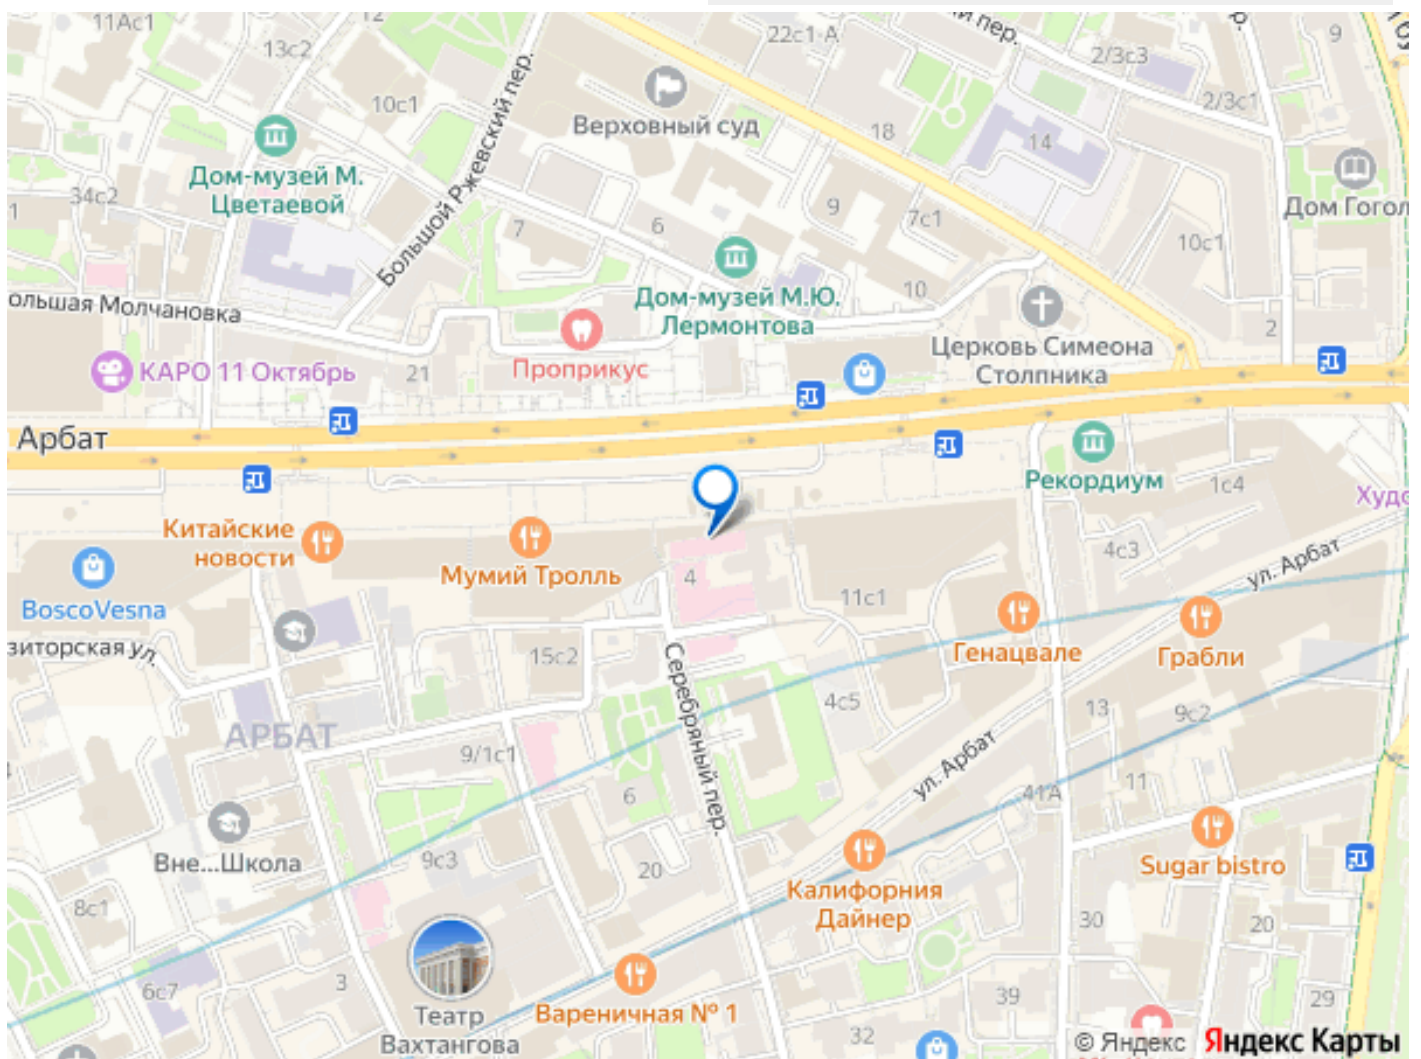 11Ас1
13с2
12
22с1-А
й пер.
р.
9
2/3с3
2/3с1
10с1
Верховный суд
18
14
Дом-музей М.
Цветаевой
Большой Ржевский пер.
34с2
1
7
6
9
7с1
10с1
Дом Гогол
Дом-музей М.Ю.
Лермонтова
10
ольшая Молчановка
Проприкус
Церковь Симеона
Столпника
2
КАРО 11 Октябрь
21
Арбат
Рекордиум
1с4
Худо
Китайские
новости
Мумий Тролль
4
11с1
4с3
ул. Арбат
BoscoVesna
Генацвале
Грабли
зиторская ул.
15с2
Серебряный пер.
4с5
13
9с2
АРБАТ
9/1с1
ул. Арбат
6
41А
11
Вне...Школа
9с3
20
Калифорния
Дайнер
Sugar bistro
8с1
30
20
6с7
3
Театр
Вахтангова
Вареничная № 1
39
32
29
© Яндекс Яндекс Карты